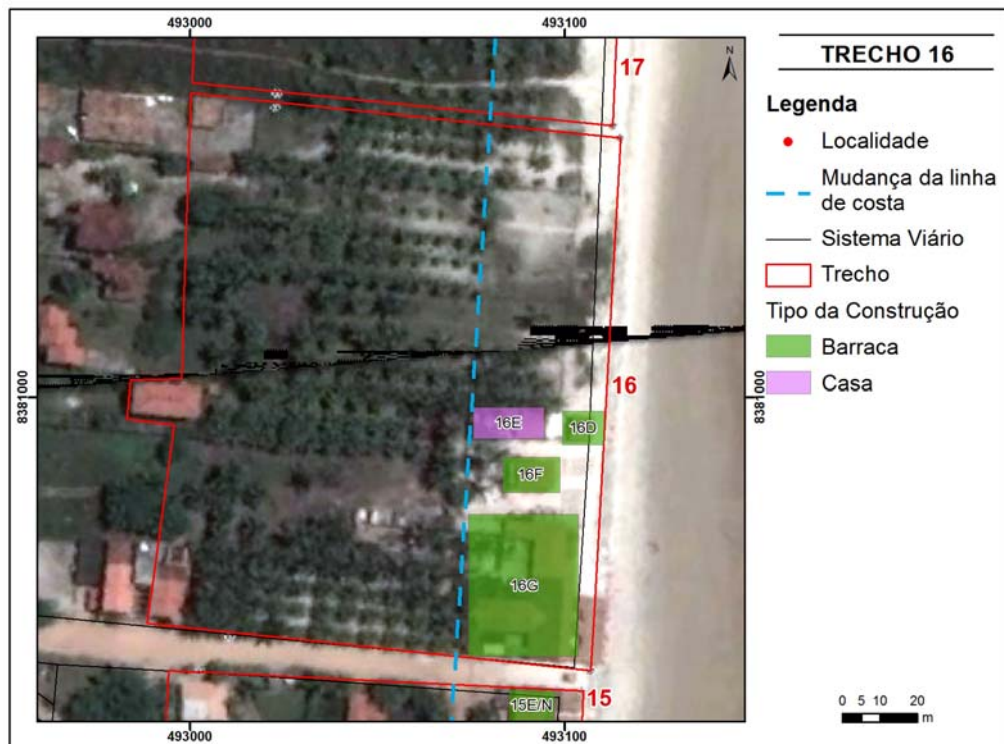 493000
493100
TRECHO 16
N
17
Legenda
Localidade
Mudança da linha
de costa
Sistema Viário
Trecho
Tipo da Construção
Barraca
Casa
8381000
8381000
16
16E
16D
16F
16G
15
15E/N
0 5 10 20
m
493000
493100